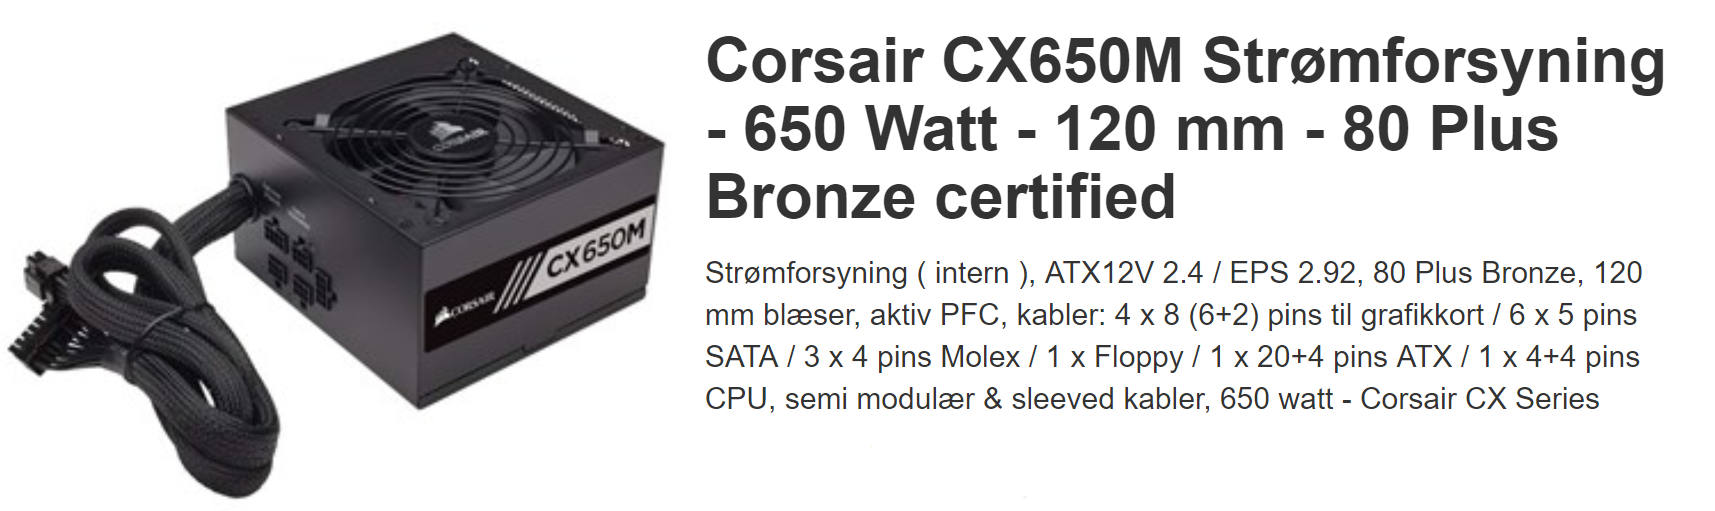 Corsair CX650M Strømforsyning
- 650 Watt - 120 mm - 80 Plus
Bronze certified
Strømforsyning ( intern ), ATX12V 2.4 / EPS 2.92, 80 Plus Bronze, 120
mm blæser, aktiv PFC, kabler: 4 x 8 (6+2) pins til grafikkort / 6 x 5 pins
SATA / 3 x 4 pins Molex / 1 x Floppy / 1 x 20+4 pins ATX / 1 x 4+4 pins
CPU, semi modulær & sleeved kabler, 650 watt - Corsair CX Series
CORSAIR
CORSAIR
CX650M